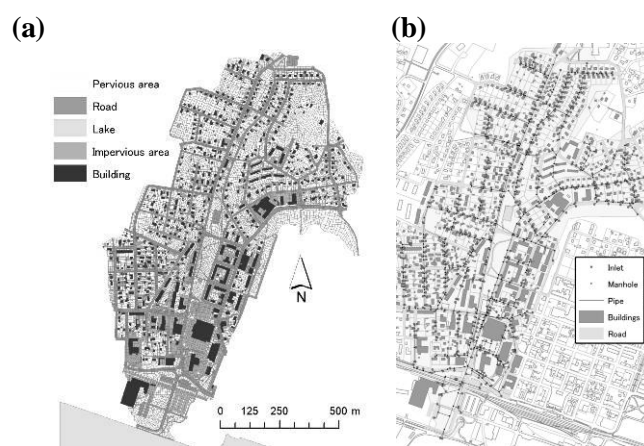 (a)
Pervious area
Road
Lake
Impervious area
Building
N
0 125 250 500 m
(b)
Inlet
Manhole
Pipe
Buildings
Road